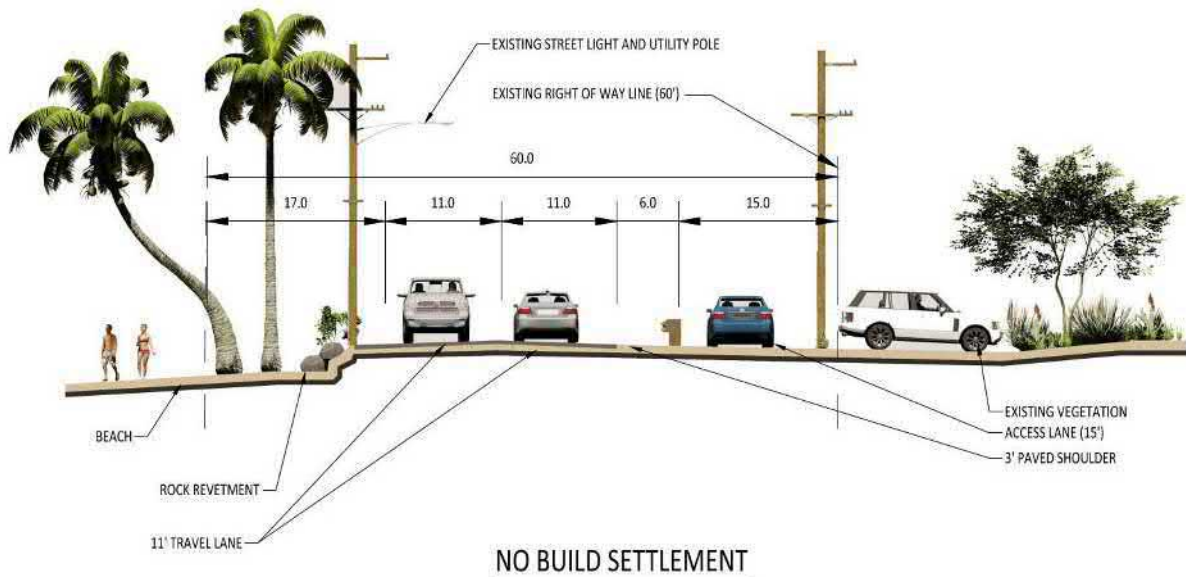 EXISTING STREET LIGHT AND UTILITY POLE
EXISTING RIGHT OF WAY LINE (60')
60.0
17.0
11.0
11.0
6.0
15.0
BEACH
ROCK REVETMENT
11' TRAVEL LANE
EXISTING VEGETATION
ACCESS LANE (15')
3' PAVED SHOULDER
NO BUILD SETTLEMENT